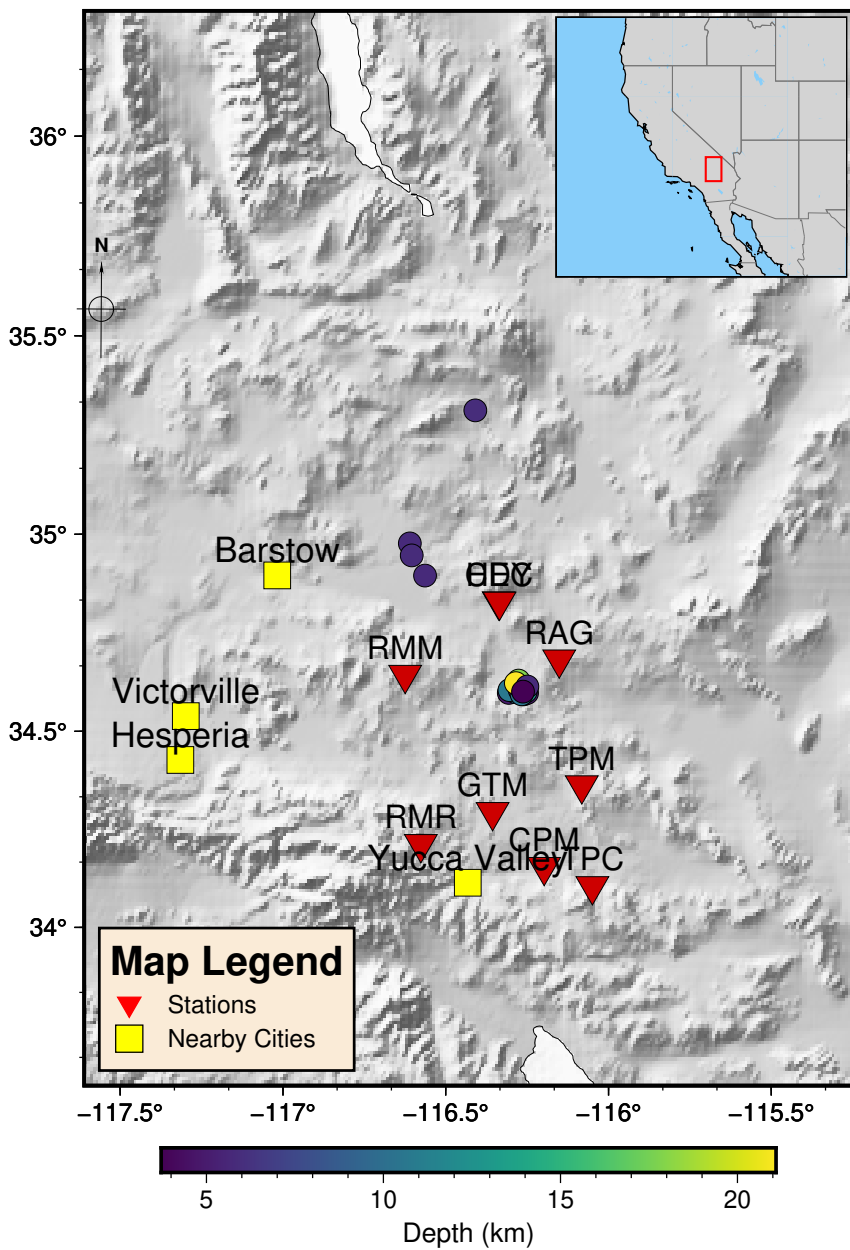 36°
N
35.5°
35°
Barstow
RAG
RMM
Victorville
34.5°
Hesperia
TPM
GTM
RMR
CPM
Yucca Valley
TPC
34°
Map Legend
Stations
Nearby Cities
−117.5°
−117°
−116.5°
−116°
−115.5°
5
10
15
20
Depth (km)